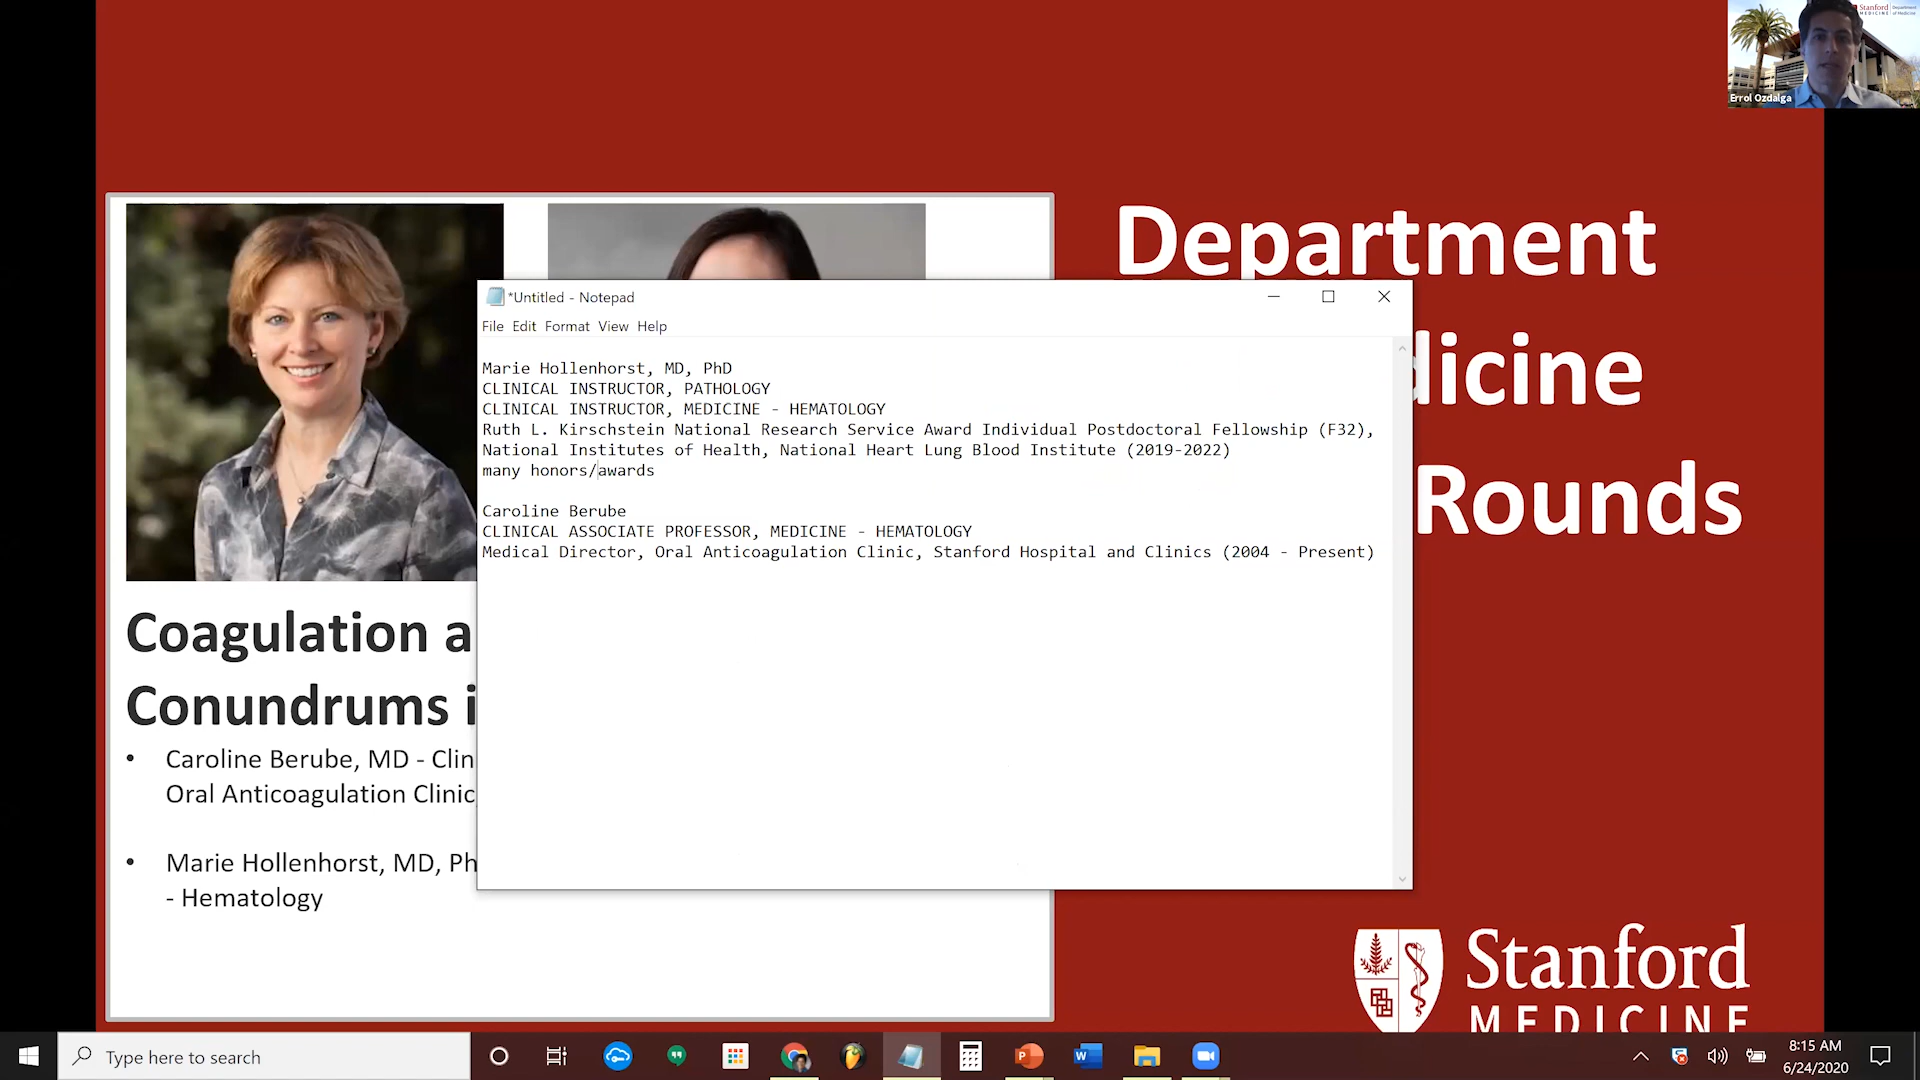 Stanford MEDICINE
Department of Medicine
Errol Ozdalga
Department
dicine
Rounds
*Untitled - Notepad
File Edit Format View Help
Marie Hollenhorst, MD, PhD
CLINICAL INSTRUCTOR, PATHOLOGY
CLINICAL INSTRUCTOR, MEDICINE - HEMATOLOGY
Ruth L. Kirschstein National Research Service Award Individual Postdoctoral Fellowship (F32),
National Institutes of Health, National Heart Lung Blood Institute (2019-2022)
many honors/awards
Caroline Berube
CLINICAL ASSOCIATE PROFESSOR, MEDICINE - HEMATOLOGY
Medical Director, Oral Anticoagulation Clinic, Stanford Hospital and Clinics (2004 - Present)
Coagulation a
Conundrums i
• Caroline Berube, MD - Clin
Oral Anticoagulation Clinic,
• Marie Hollenhorst, MD, Ph
- Hematology
Stanford
MEDICINE
Type here to search
8:15 AM
6/24/2020